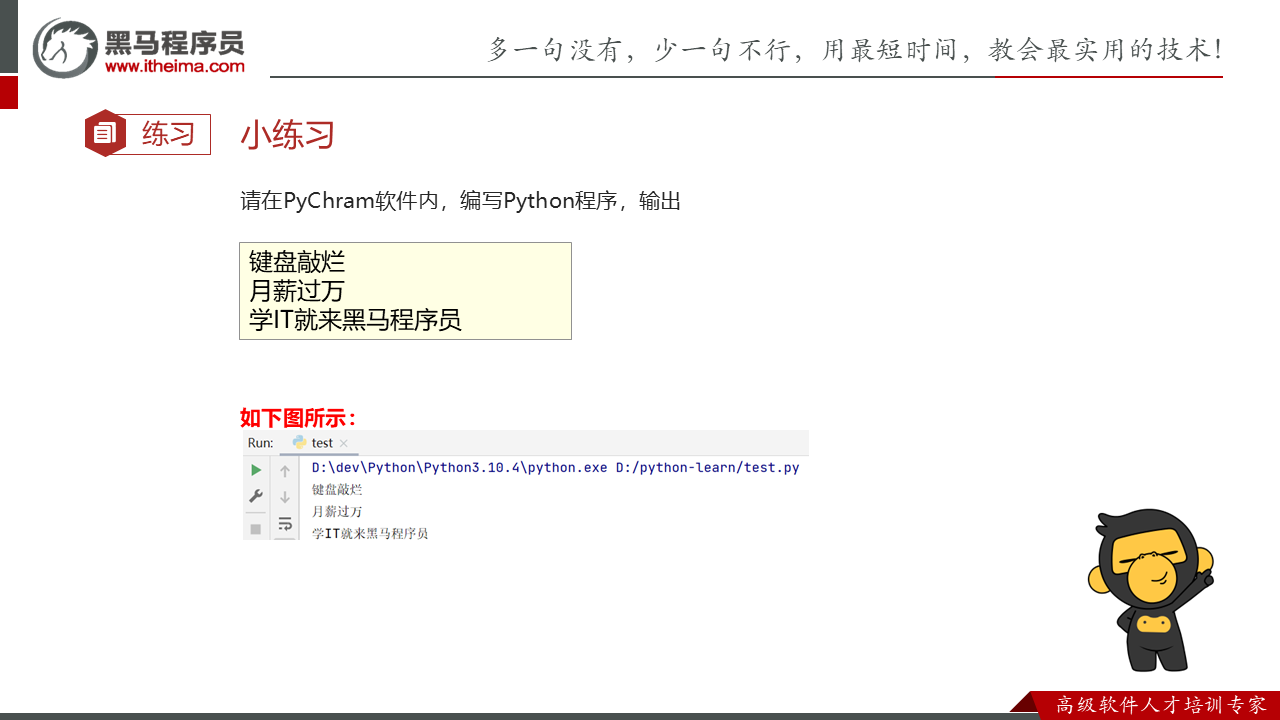 黑马程序员
www.itheima.com
多一句没有，少一句不行，用最短时间，教会最实用的技术！
练习
小练习
请在PyChram软件内，编写Python程序，输出
键盘敲烂
月薪过万
学IT就来黑马程序员
如下图所示：
Run: test
D:\dev\Python\Python3.10.4\python.exe D:/python-learn/test.py
键盘敲烂
月薪过万
学IT就来黑马程序员
高级软件人才培训专家